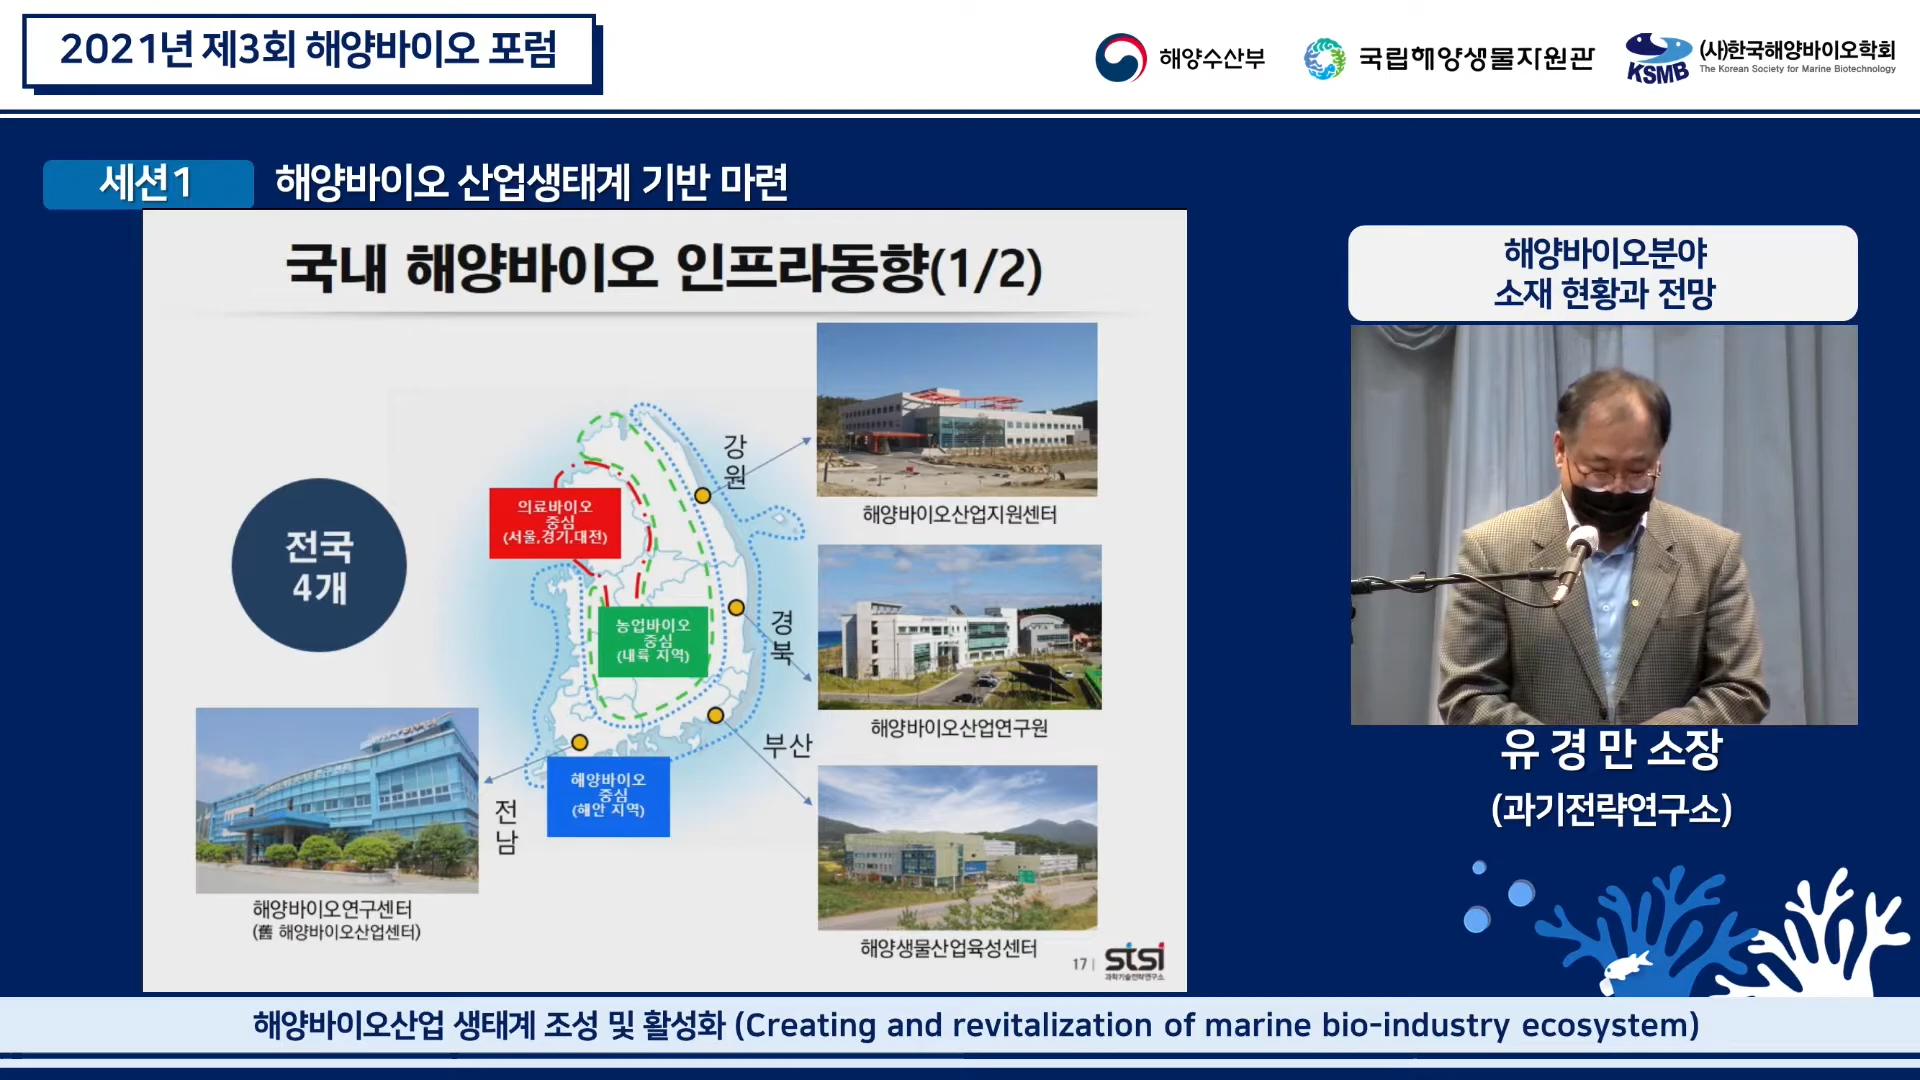 2021년 제3회 해양바이오 포럼
해양수산부
국립해양생물자원관
KSMB
(사)한국해양바이오학회
The Korean Society for Marine Biotechnology
세션1
해양바이오 산업생태계 기반 마련
국내 해양바이오 인프라동향(1/2)
전국
4개
의료바이오
중심
(서울,경기,대전)
농업바이오
중심
(내륙 지역)
해양바이오
중심
(해안 지역)
강원
경북
부산
전남
해양바이오산업지원센터
해양바이오산업연구원
해양생물산업육성센터
해양바이오연구센터
(舊 해양바이오산업센터)
17
stsi
과학기술전략연구소
해양바이오분야
소재 현황과 전망
유 경 만 소장
(과기전략연구소)
해양바이오산업 생태계 조성 및 활성화 (Creating and revitalization of marine bio-industry ecosystem)